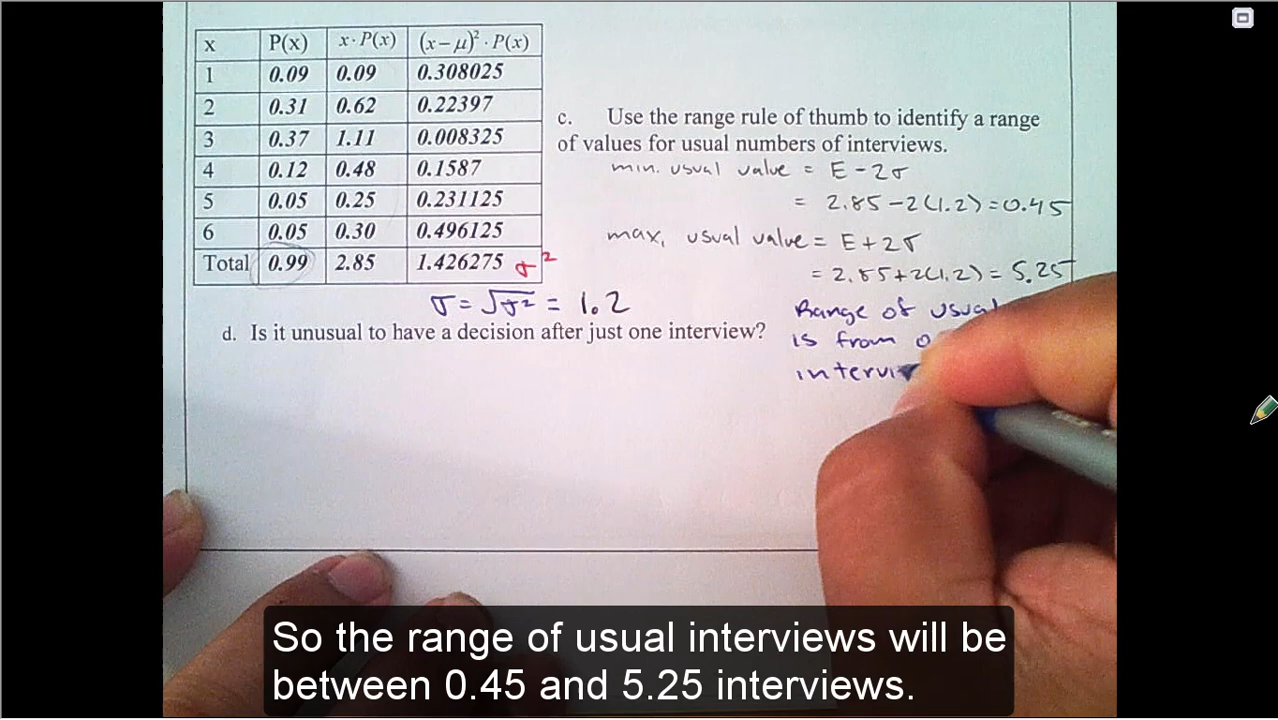 x P(x) x·P(x) (x−μ)²·P(x)
1 0.09 0.09 0.308025
2 0.31 0.62 0.22397
3 0.37 1.11 0.008325
4 0.12 0.48 0.1587
5 0.05 0.25 0.231125
6 0.05 0.30 0.496125
Total 0.99 2.85 1.426275 σ²
σ = √σ² = 1.2
c. Use the range rule of thumb to identify a range
of values for usual numbers of interviews.
min. usual value = E − 2σ
= 2.85 − 2(1.2) = 0.45
max. usual value = E + 2σ
= 2.85 + 2(1.2) = 5.25
Range of usual
is from
d. Is it unusual to have a decision after just one interview?
So the range of usual interviews will be
between 0.45 and 5.25 interviews.